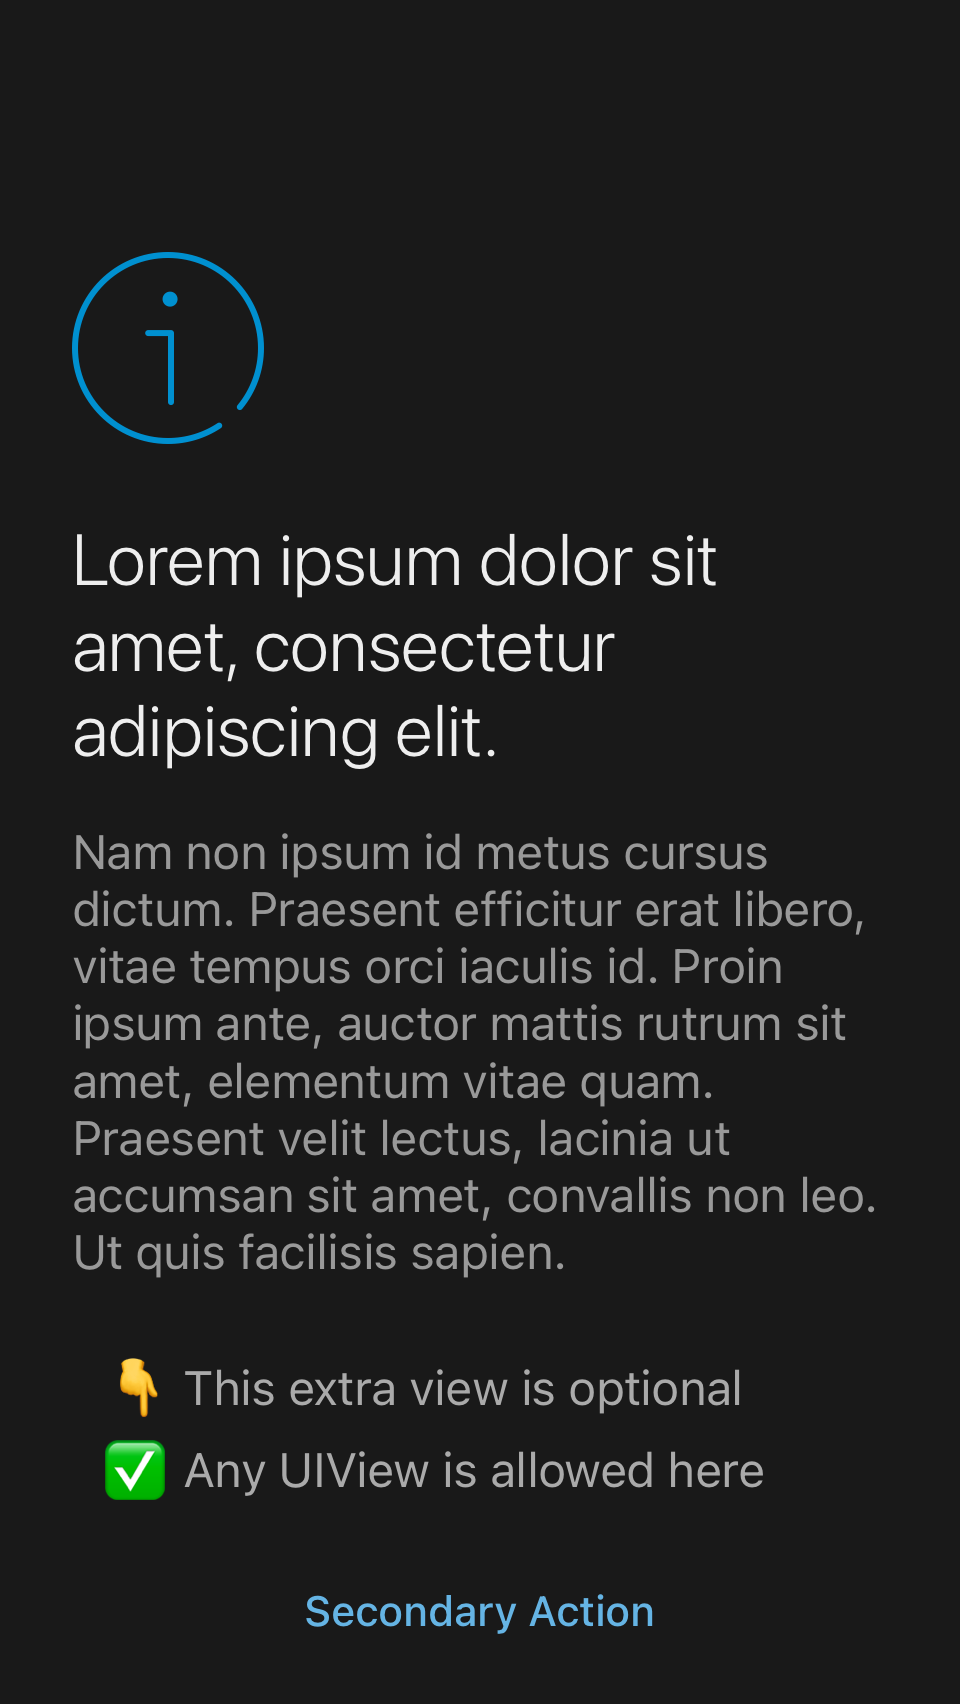 Lorem ipsum dolor sit
amet, consectetur
adipiscing elit.
Nam non ipsum id metus cursus
dictum. Praesent efficitur erat libero,
vitae tempus orci iaculis id. Proin
ipsum ante, auctor mattis rutrum sit
amet, elementum vitae quam.
Praesent velit lectus, lacinia ut
accumsan sit amet, convallis non leo.
Ut quis facilisis sapien.
👇 This extra view is optional
✅ Any UIView is allowed here
Secondary Action